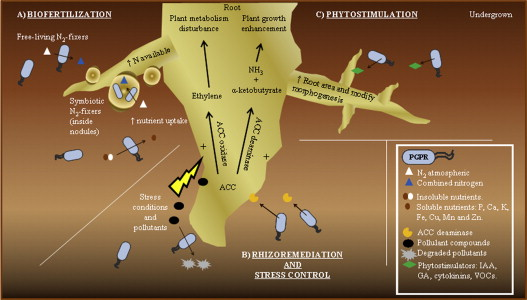 A) BIOFERTILIZATION
Root
C) PHYTOSTIMULATION
Undergrown
Plant metabolism
disturbance
Plant growth
enhancement
Free-living N2-fixers
↑ N available
NH3
+
α-ketobutyrate
Ethylene
↑ Root area and modify
morphogenesis
Symbiotic
N2-fixers
(inside
nodules)
↑ nutrient uptake
ACC oxidase
ACC deaminase
+
+
ACC
Stress
conditions
and
pollutants
B) RHIZOREMEDIATION
AND
STRESS CONTROL
PGPR
N2 atmospheric
Combined nitrogen
Insoluble nutrients
Soluble nutrients: P, Ca, K,
Fe, Cu, Mn and Zn.
ACC deaminase
Pollutant compounds
Degraded pollutants
Phytostimulators: IAA,
GA, cytokinins, VOCs.